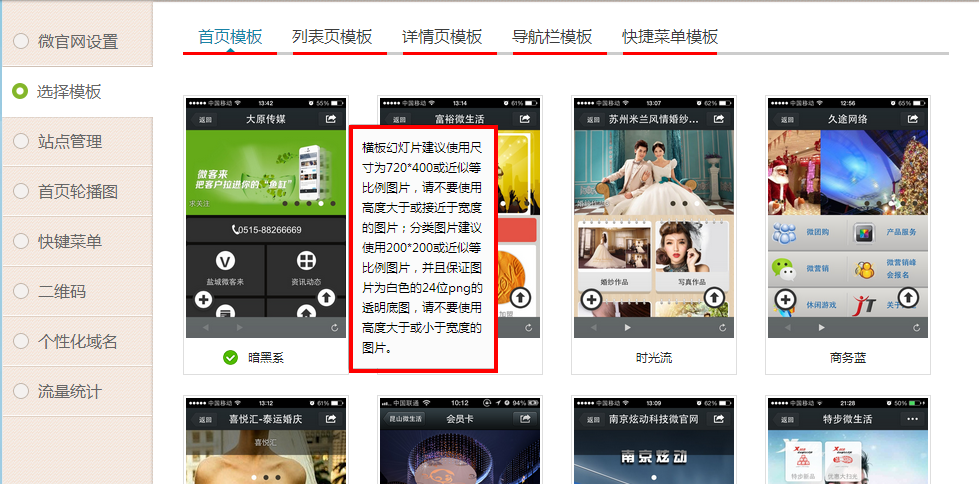 微官网设置
选择模板
站点管理
首页轮播图
快键菜单
二维码
个性化域名
流量统计
首页模板 列表页模板 详情页模板 导航栏模板 快捷菜单模板
中国移动 13:42 55%
返回 大原传媒
微客来
把客户拉进你的“鱼缸”
求关注
0515-88266669
盐城微客来 资讯动态
暗黑系
中国移动 13:14 61%
返回 富裕微生活
横板幻灯片建议使用尺
寸为720*400或近似等
比例图片，请不要使用
高度大于或接近于宽度
的图片；分类图片建议
使用200*200或近似等
比例图片，并且保证图
片为白色的24位png的
透明底图，请不要使用
高度大于或小于宽度的
图片。
加盟
中国移动 13:07 62%
返回 苏州米兰风情婚纱...
婚纱作品 写真作品
时光流
中国移动 12:56 65%
返回 久途网络
微团购 产品服务
微营销 微营销峰
会报名
休闲游戏 关于
商务蓝
中国移动 13:12 61%
返回 喜悦汇-泰运婚庆
喜悦汇
中国联通 10:12 94%
昆山微生活 会员卡
中国移动 13:09 62%
返回 南京炫动科技微官网
南京炫动
中国移动 21:28 50%
返回 特步微生活
特步新品 优惠大扫光